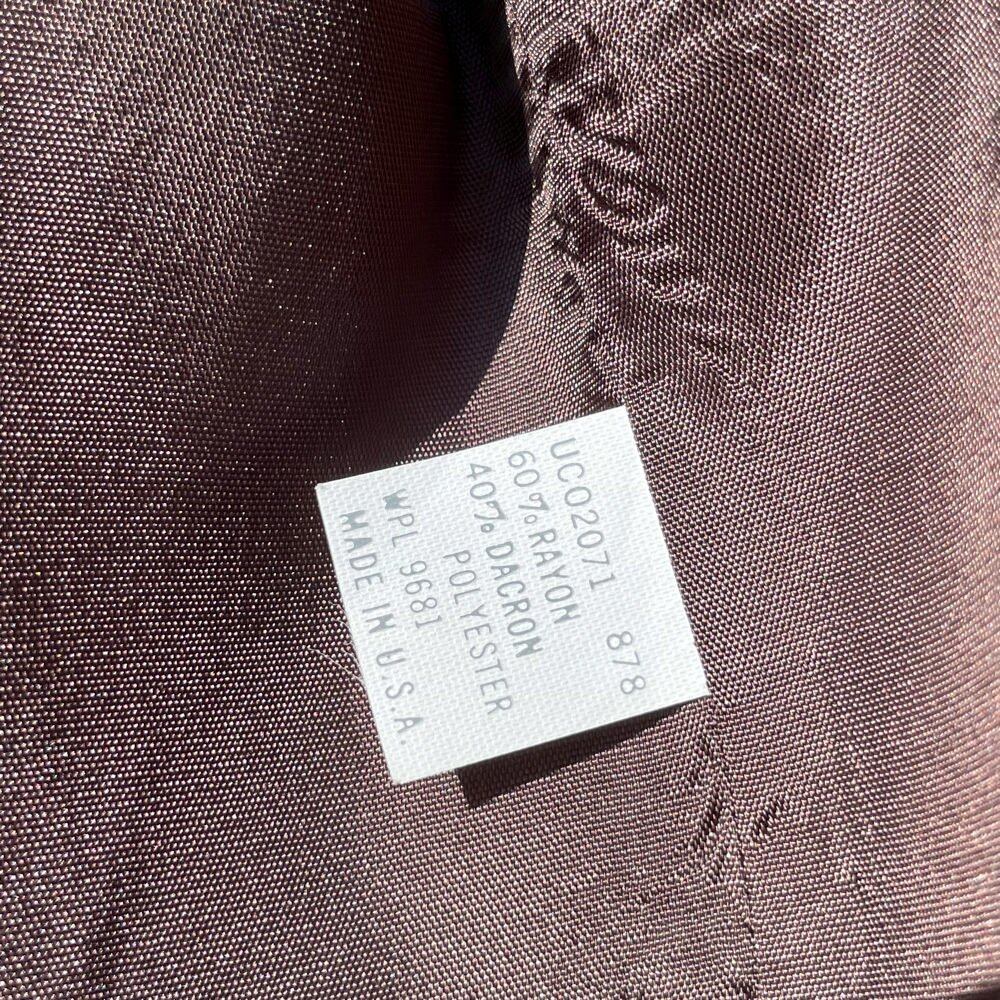 UC02071 878
60% RAYON
40% DACRON
POLYESTER
WPL 9681
MADE IN U.S.A.